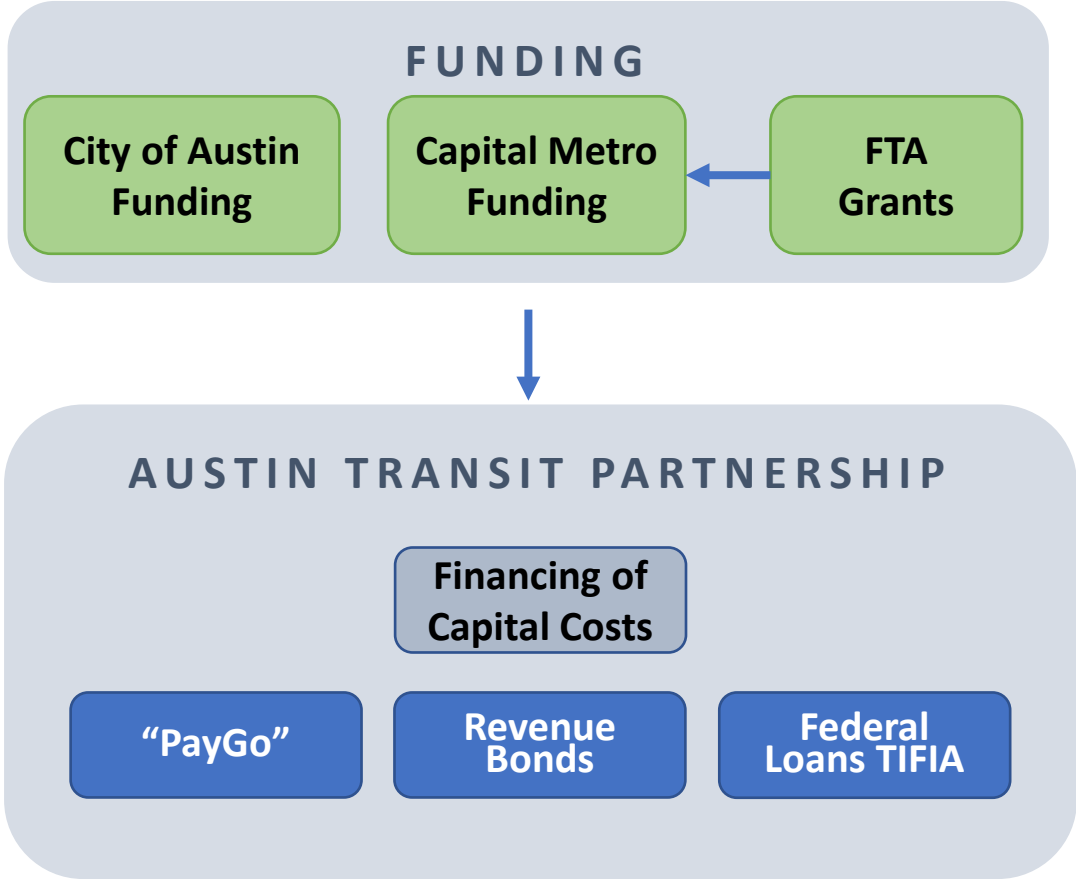 FUNDING
City of Austin
Funding
Capital Metro
Funding
FTA
Grants
AUSTIN TRANSIT PARTNERSHIP
Financing of
Capital Costs
“PayGo”
Revenue
Bonds
Federal
Loans TIFIA